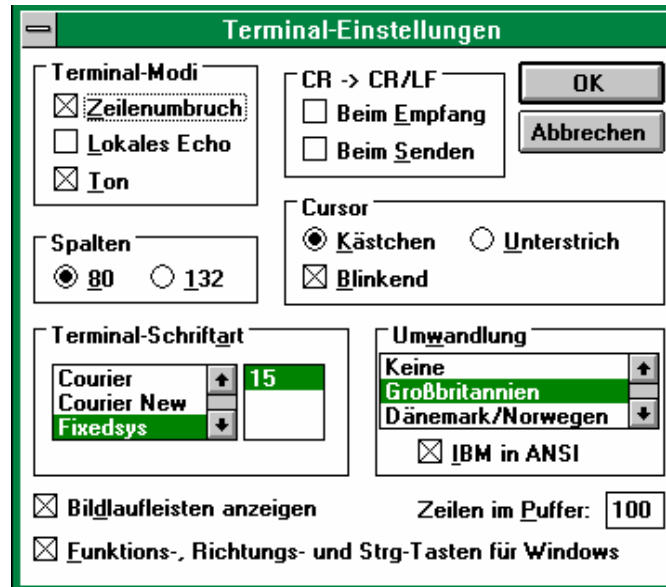 Terminal-Einstellungen
Terminal-Modi
Zeilenumbruch
Lokales Echo
Ton
CR -> CR/LF
Beim Empfang
Beim Senden
OK
Abbrechen
Spalten
80 132
Cursor
Kästchen Unterstrich
Blinkend
Terminal-Schriftart
Courier
Courier New
Fixedsys
15
Umwandlung
Keine
Großbritannien
Dänemark/Norwegen
IBM in ANSI
Bildlaufleisten anzeigen
Zeilen im Puffer: 100
Funktions-, Richtungs- und Strg-Tasten für Windows